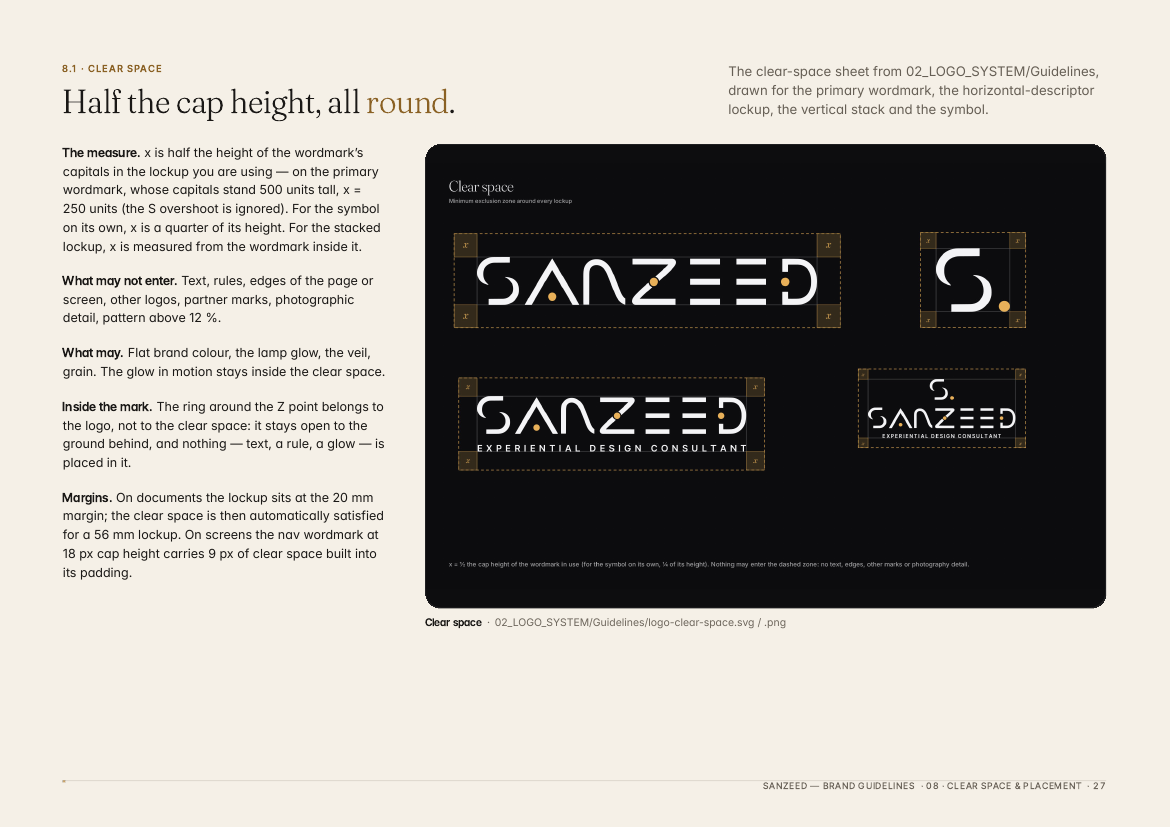 8.1 · CLEAR SPACE
Half the cap height, all round.
The clear-space sheet from 02_LOGO_SYSTEM/Guidelines,
drawn for the primary wordmark, the horizontal-descriptor
lockup, the vertical stack and the symbol.
The measure. x is half the height of the wordmark’s
capitals in the lockup you are using — on the primary
wordmark, whose capitals stand 500 units tall, x =
250 units (the S overshoot is ignored). For the symbol
on its own, x is a quarter of its height. For the stacked
lockup, x is measured from the wordmark inside it.
What may not enter. Text, rules, edges of the page or
screen, other logos, partner marks, photographic
detail, pattern above 12 %.
What may. Flat brand colour, the lamp glow, the veil,
grain. The glow in motion stays inside the clear space.
Inside the mark. The ring around the Z point belongs to
the logo, not to the clear space: it stays open to the
ground behind, and nothing — text, a rule, a glow — is
placed in it.
Margins. On documents the lockup sits at the 20 mm
margin; the clear space is then automatically satisfied
for a 56 mm lockup. On screens the nav wordmark at
18 px cap height carries 9 px of clear space built into
its padding.
Clear space
Minimum exclusion zone around every lockup
x x
SANZEED
x x
x x
S.
x x
x x
SANZEED
EXPERIENTIAL DESIGN CONSULTANT
x x
x x
S.
SANZEED
EXPERIENTIAL DESIGN CONSULTANT
x x
x = ½ the cap height of the wordmark in use (for the symbol on its own, ¼ of its height). Nothing may enter the dashed zone: no text, edges, other marks or photography detail.
Clear space · 02_LOGO_SYSTEM/Guidelines/logo-clear-space.svg / .png
SANZEED — BRAND GUIDELINES · 08 · CLEAR SPACE & PLACEMENT · 27